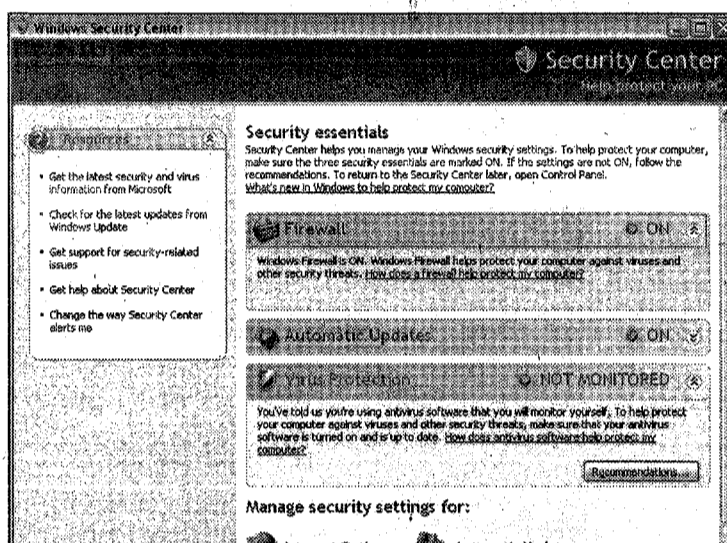 Windows Security Center
Security Center
Help protect your PC
Resources
• Get the latest security and virus
information from Microsoft
• Check for the latest updates from
Windows Update
• Get support for security-related
issues
• Get help about Security Center
• Change the way Security Center
alerts me
Security essentials
Security Center helps you manage your Windows security settings. To help protect your computer,
make sure the three security essentials are marked ON. If the settings are not ON, follow the
recommendations. To return to the Security Center later, open Control Panel.
What's new in Windows to help protect my computer?
Firewall ON
Windows Firewall is ON. Windows Firewall helps protect your computer against viruses and
other security threats. How does a firewall help protect my computer?
Automatic Updates ON
Virus Protection NOT MONITORED
You've told us you're using antivirus software that you will monitor yourself. To help protect
your computer against viruses and other security threats, make sure that your antivirus
software is turned on and is up to date. How does antivirus software help protect my
computer?
Recommendations...
Manage security settings for: